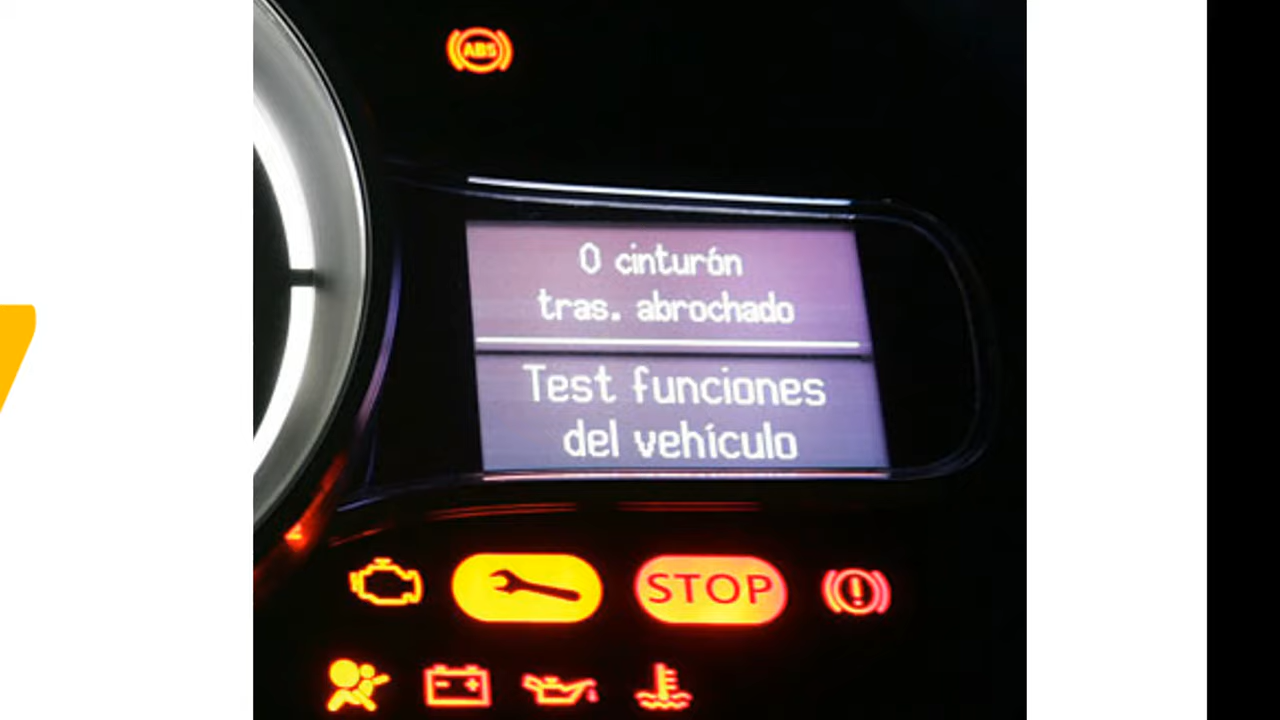 ABS
0 cinturón
tras. abrochado
Test funciones
del vehículo
STOP